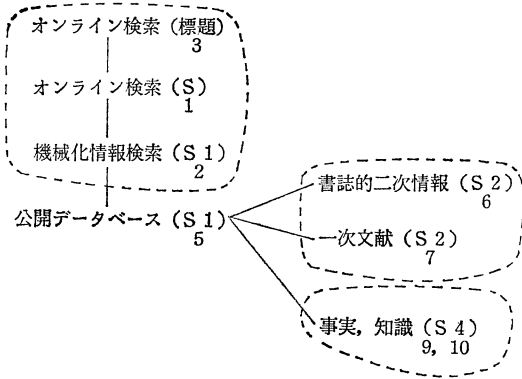 オンライン検索（標題）
3
オンライン検索（S）
1
機械化情報検索（S 1）
2
公開データベース（S 1）
5
書誌的二次情報（S 2）
6
一次文献（S 2）
7
事実，知識（S 4）
9，10